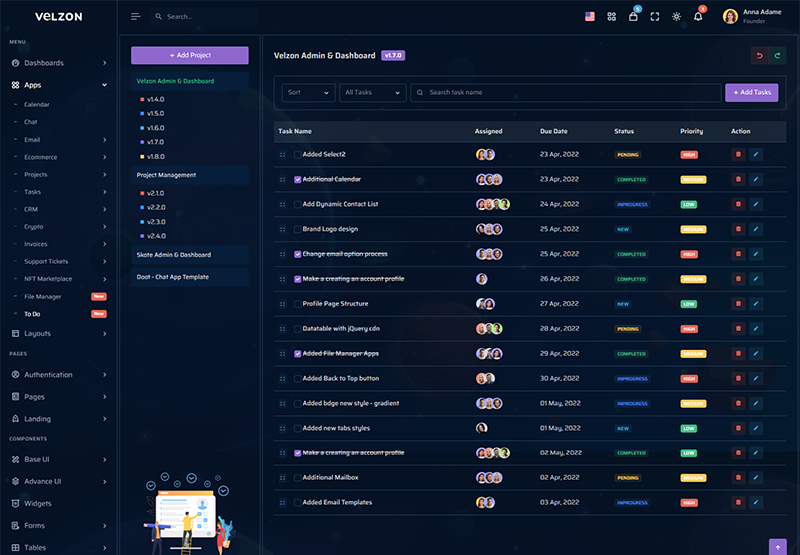 VELZON
Search...
5
3
Anna Adame
Founder
MENU
Dashboards
Apps
Calendar
Chat
Email
Ecommerce
Projects
Tasks
CRM
Crypto
Invoices
Support Tickets
NFT Marketplace
File Manager New
To Do New
Layouts
PAGES
Authentication
Pages
Landing
COMPONENTS
Base UI
Advance UI
Widgets
Forms
Tables
+ Add Project
Velzon Admin & Dashboard
v1.4.0
v1.5.0
v1.6.0
v1.7.0
v1.8.0
Project Management
v2.1.0
v2.2.0
v2.3.0
v2.4.0
Skote Admin & Dashboard
Doot - Chat App Template
Velzon Admin & Dashboard v1.7.0
Sort All Tasks Search task name + Add Tasks
Task Name Assigned Due Date Status Priority Action
Added Select2 23 Apr, 2022 PENDING HIGH
Additional Calendar 23 Apr, 2022 COMPLETED MEDIUM
Add Dynamic Contact List 24 Apr, 2022 INPROGRESS LOW
Brand Logo design 25 Apr, 2022 NEW MEDIUM
Change email option process 25 Apr, 2022 COMPLETED HIGH
Make a creating an account profile 26 Apr, 2022 COMPLETED MEDIUM
Profile Page Structure 27 Apr, 2022 NEW LOW
Datatable with jQuery cdn 28 Apr, 2022 PENDING HIGH
Added File Manager Apps 29 Apr, 2022 COMPLETED MEDIUM
Added Back to Top button 30 Apr, 2022 INPROGRESS HIGH
Added bdge new style - gradient 01 May, 2022 INPROGRESS MEDIUM
Added new tabs styles 01 May, 2022 NEW LOW
Make a creating an account profile 02 May, 2022 COMPLETED LOW
Additional Mailbox 02 Apr, 2022 PENDING MEDIUM
Added Email Templates 03 Apr, 2022 INPROGRESS HIGH